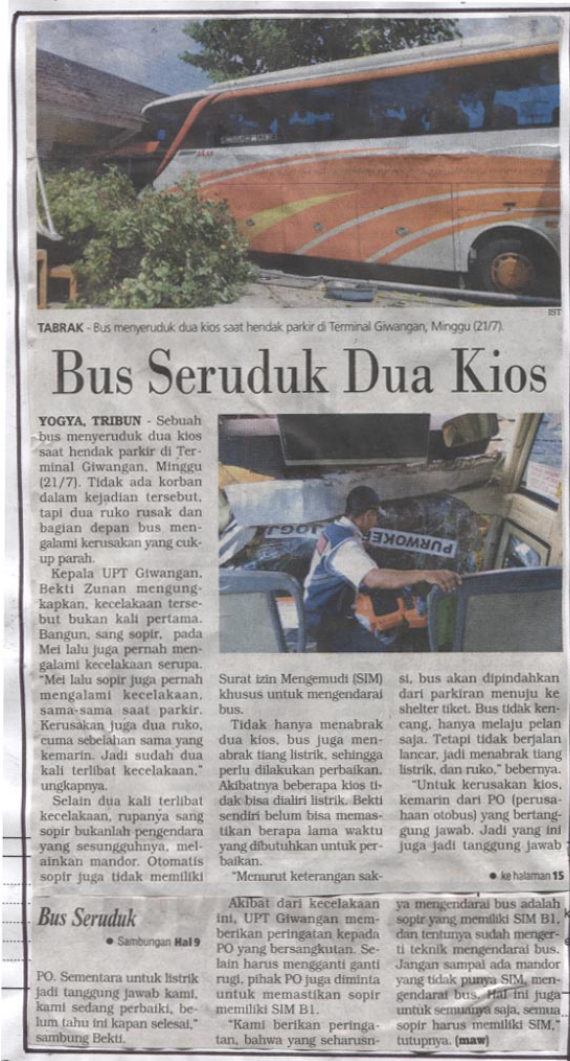 IST
TABRAK - Bus menyeruduk dua kios saat hendak parkir di Terminal Giwangan, Minggu (21/7).
Bus Seruduk Dua Kios
YOGYA, TRIBUN - Sebuah
bus menyeruduk dua kios
saat hendak parkir di Ter-
minal Giwangan, Minggu
(21/7). Tidak ada korban
dalam kejadian tersebut,
tapi dua ruko rusak dan
bagian depan bus men-
galami kerusakan yang cuk-
up parah.
Kepala UPT Giwangan,
Bekti Zunan mengung-
kapkan, kecelakaan terse-
but bukan kali pertama.
Bangun, sang sopir, pada
Mei lalu juga pernah men-
galami kecelakaan serupa.
"Mei lalu sopir juga pernah
mengalami kecelakaan,
sama-sama saat parkir.
Kerusakan juga dua ruko,
cuma sebelahan sama yang
kemarin. Jadi sudah dua
kali terlibat kecelakaan,"
ungkapnya.
Selain dua kali terlibat
kecelakaan, rupanya sang
sopir bukanlah pengendara
yang sesungguhnya, mel-
ainkan mandor. Otomatis
sopir juga tidak memiliki
JOGJ
PURWOKER
Surat izin Mengemudi (SIM)
khusus untuk mengendarai
bus.
Tidak hanya menabrak
dua kios, bus juga men-
abrak tiang listrik, sehingga
perlu dilakukan perbaikan.
Akibatnya beberapa kios ti-
dak bisa dialiri listrik. Bekti
sendiri belum bisa memas-
tikan berapa lama waktu
yang dibutuhkan untuk per-
baikan.
"Menurut keterangan sak-
si, bus akan dipindahkan
dari parkiran menuju ke
shelter tiket. Bus tidak ken-
cang, hanya melaju pelan
saja. Tetapi tidak berjalan
lancar, jadi menabrak tiang
listrik, dan ruko," bebernya.
"Untuk kerusakan kios,
kemarin dari PO (perusa-
haan otobus) yang bertang-
gung jawab. Jadi yang ini
juga jadi tanggung jawab
● ke halaman 15
Bus Seruduk
● Sambungan Hal 9
PO. Sementara untuk listrik
jadi tanggung jawab kami,
kami sedang perbaiki, be-
lum tahu ini kapan selesai,"
sambung Bekti.
Akibat dari kecelakaan
ini, UPT Giwangan mem-
berikan peringatan kepada
PO yang bersangkutan. Se-
lain harus mengganti ganti
rugi, pihak PO juga diminta
untuk memastikan sopir
memiliki SIM B1.
"Kami berikan peringa-
tan, bahwa yang seharusn-
ya mengendarai bus adalah
sopir yang memiliki SIM B1,
dan tentunya sudah menger-
ti teknik mengendarai bus.
Jangan sampai ada mandor
yang tidak punya SIM, men-
gendarai bus. Hal ini juga
untuk semuanya saja, semua
sopir harus memiliki SIM,"
tutupnya. (maw)